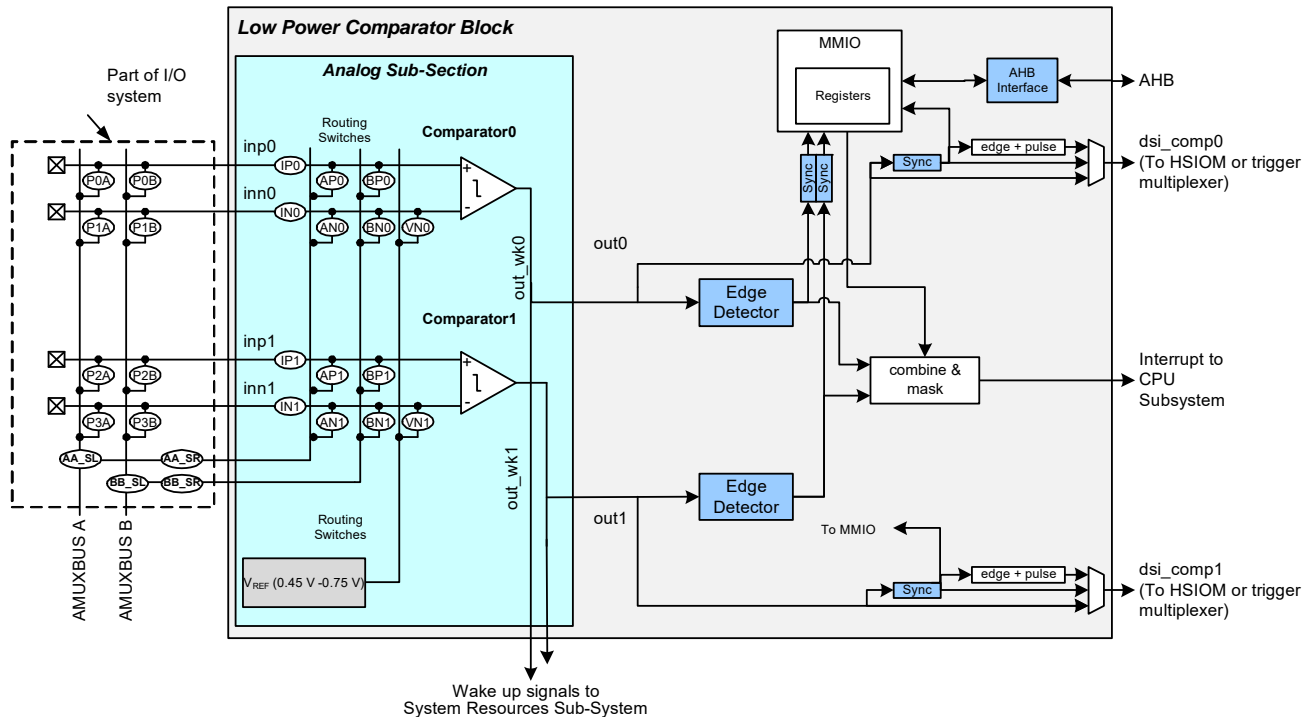 Low Power Comparator Block
Analog Sub-Section
Part of I/O
system
Routing
Switches
Comparator0
MMIO
Registers
AHB
Interface
AHB
inp0
IP0
AP0
BP0
+
P0A
P0B
inn0
IN0
-
AN0
BN0
VN0
P1A
P1B
Sync
Sync
Sync
edge + pulse
dsi_comp0
(To HSIOM or trigger
multiplexer)
out_wk0
out0
Edge
Detector
Comparator1
inp1
IP1
AP1
BP1
+
P2A
P2B
inn1
IN1
-
AN1
BN1
VN1
P3A
P3B
combine &
mask
Interrupt to
CPU
Subsystem
AA_SL
AA_SR
BB_SL
BB_SR
out_wk1
out1
Edge
Detector
AMUXBUS A
AMUXBUS B
Routing
Switches
VREF (0.45 V -0.75 V)
To MMIO
Sync
edge + pulse
dsi_comp1
(To HSIOM or trigger
multiplexer)
Wake up signals to
System Resources Sub-System